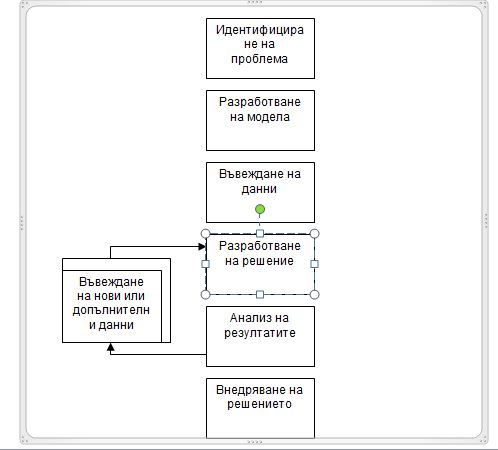 Идентифицира
не на
проблема
Разработване
на модела
Въвеждане на
данни
Разработване
на решение
Въвеждане
на нови или
допълнителн
и данни
Анализ на
резултатите
Внедряване на
решението